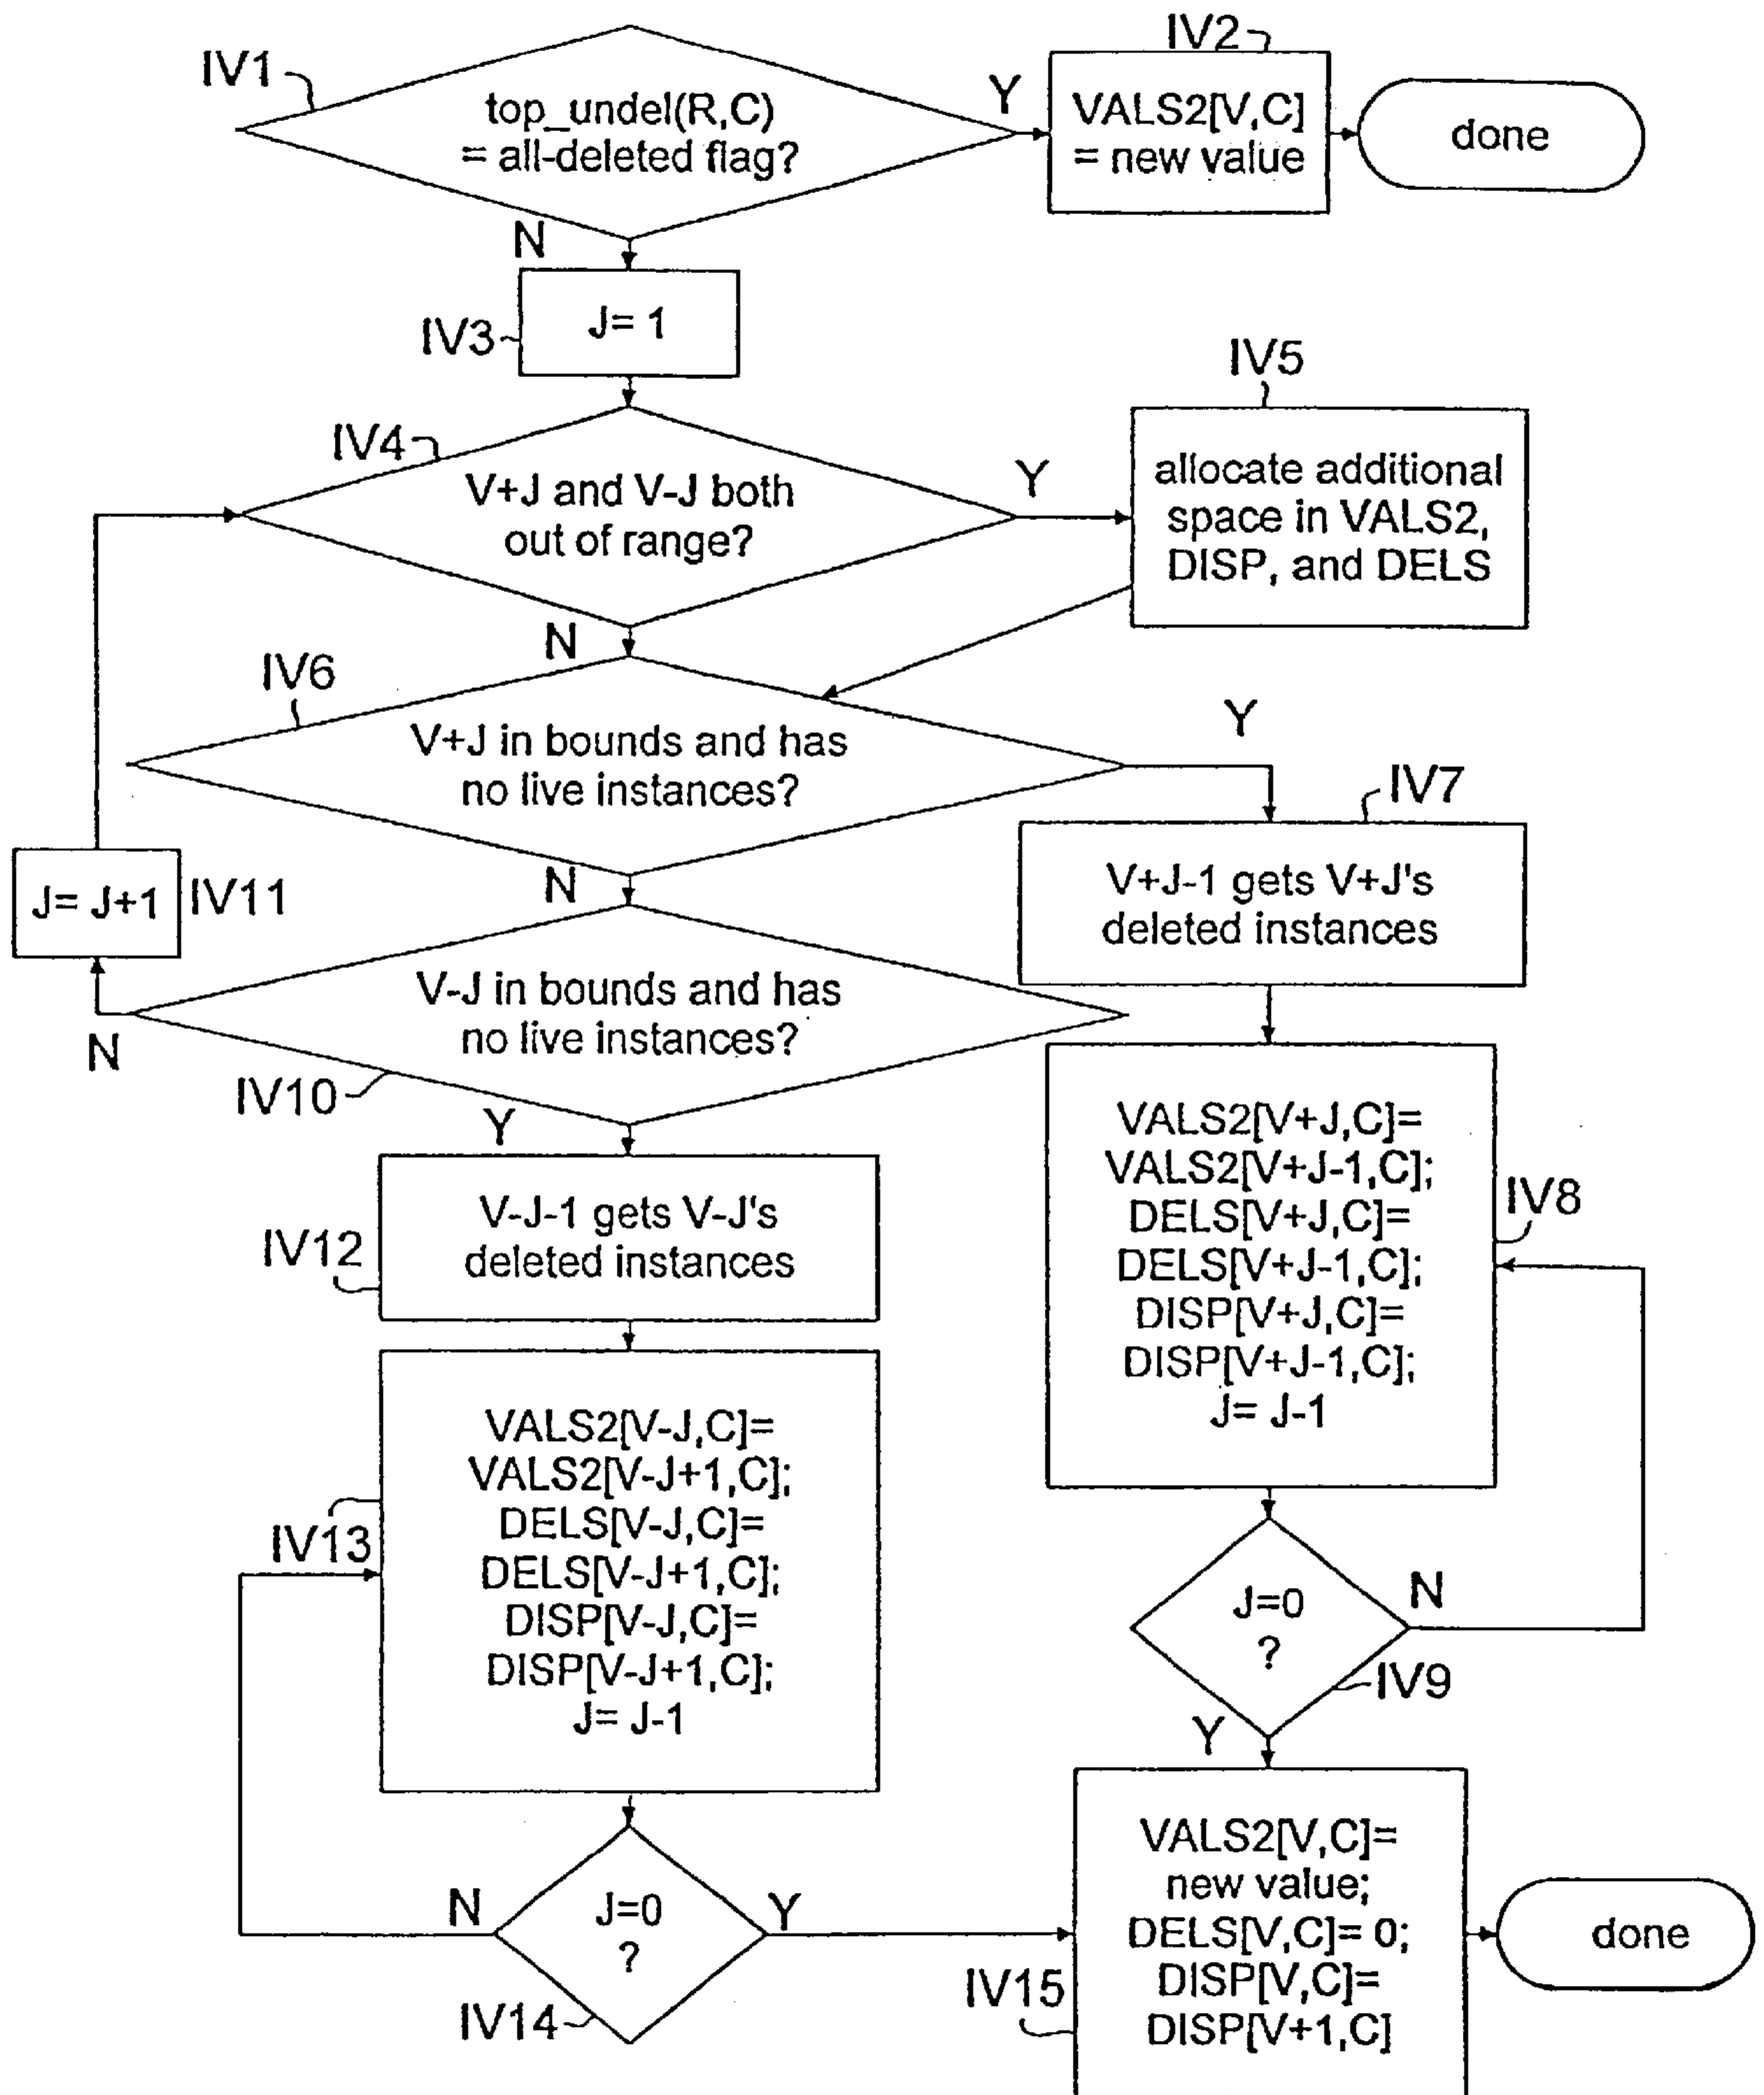 IV1
top_undel(R,C)
= all-deleted flag?
Y
IV2
VALS2[V,C]
= new value
done
N
IV3
J= 1
IV4
V+J and V-J both
out of range?
Y
IV5
allocate additional
space in VALS2,
DISP, and DELS
N
IV6
V+J in bounds and has
no live instances?
Y
IV7
V+J-1 gets V+J's
deleted instances
N
J= J+1
IV11
V-J in bounds and has
no live instances?
N
IV10
Y
IV8
VALS2[V+J,C]=
VALS2[V+J-1,C];
DELS[V+J,C]=
DELS[V+J-1,C];
DISP[V+J,C]=
DISP[V+J-1,C];
J= J-1
IV12
V-J-1 gets V-J's
deleted instances
IV13
VALS2[V-J,C]=
VALS2[V-J+1,C];
DELS[V-J,C]=
DELS[V-J+1,C];
DISP[V-J,C]=
DISP[V-J+1,C];
J= J-1
J=0
?
N
IV9
Y
J=0
?
N
Y
IV14
IV15
VALS2[V,C]=
new value;
DELS[V,C]= 0;
DISP[V,C]=
DISP[V+1,C]
done